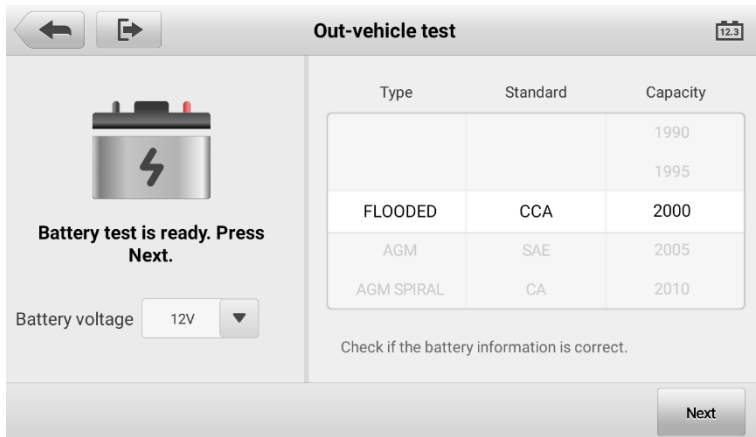 Out-vehicle test
12.3
Battery test is ready. Press
Next.
Battery voltage 12V
Type Standard Capacity
1990
1995
FLOODED CCA 2000
AGM SAE 2005
AGM SPIRAL CA 2010
Check if the battery information is correct.
Next